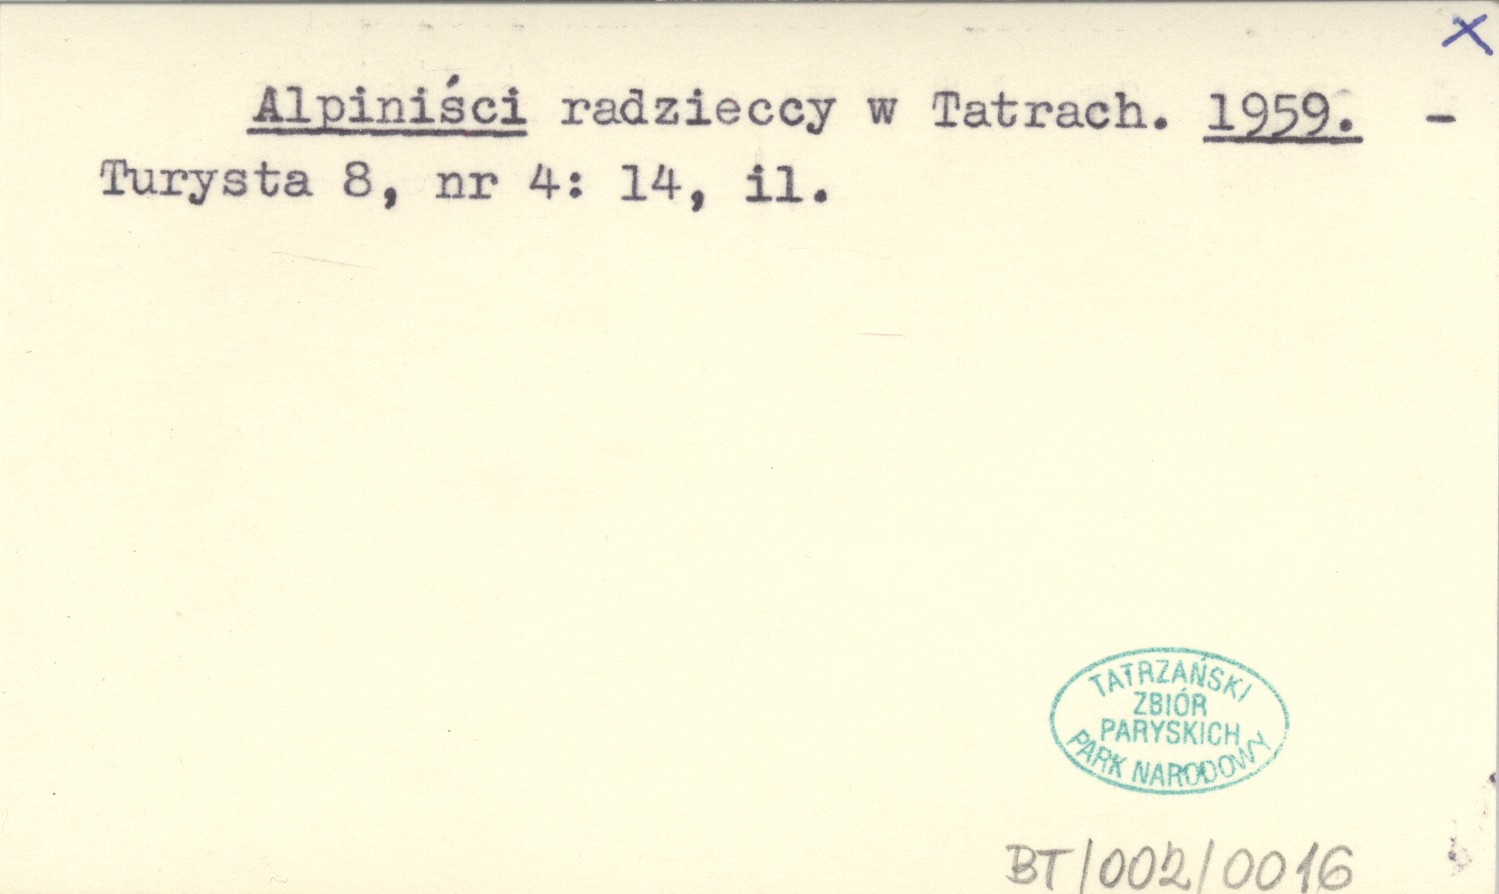 X
Alpiniści radzieccy w Tatrach. 1959. -
Turysta 8, nr 4: 14, il.
TATRZAŃSKI
ZBIÓR
PARYSKICH
PARK NARODOWY
BT/002/0016